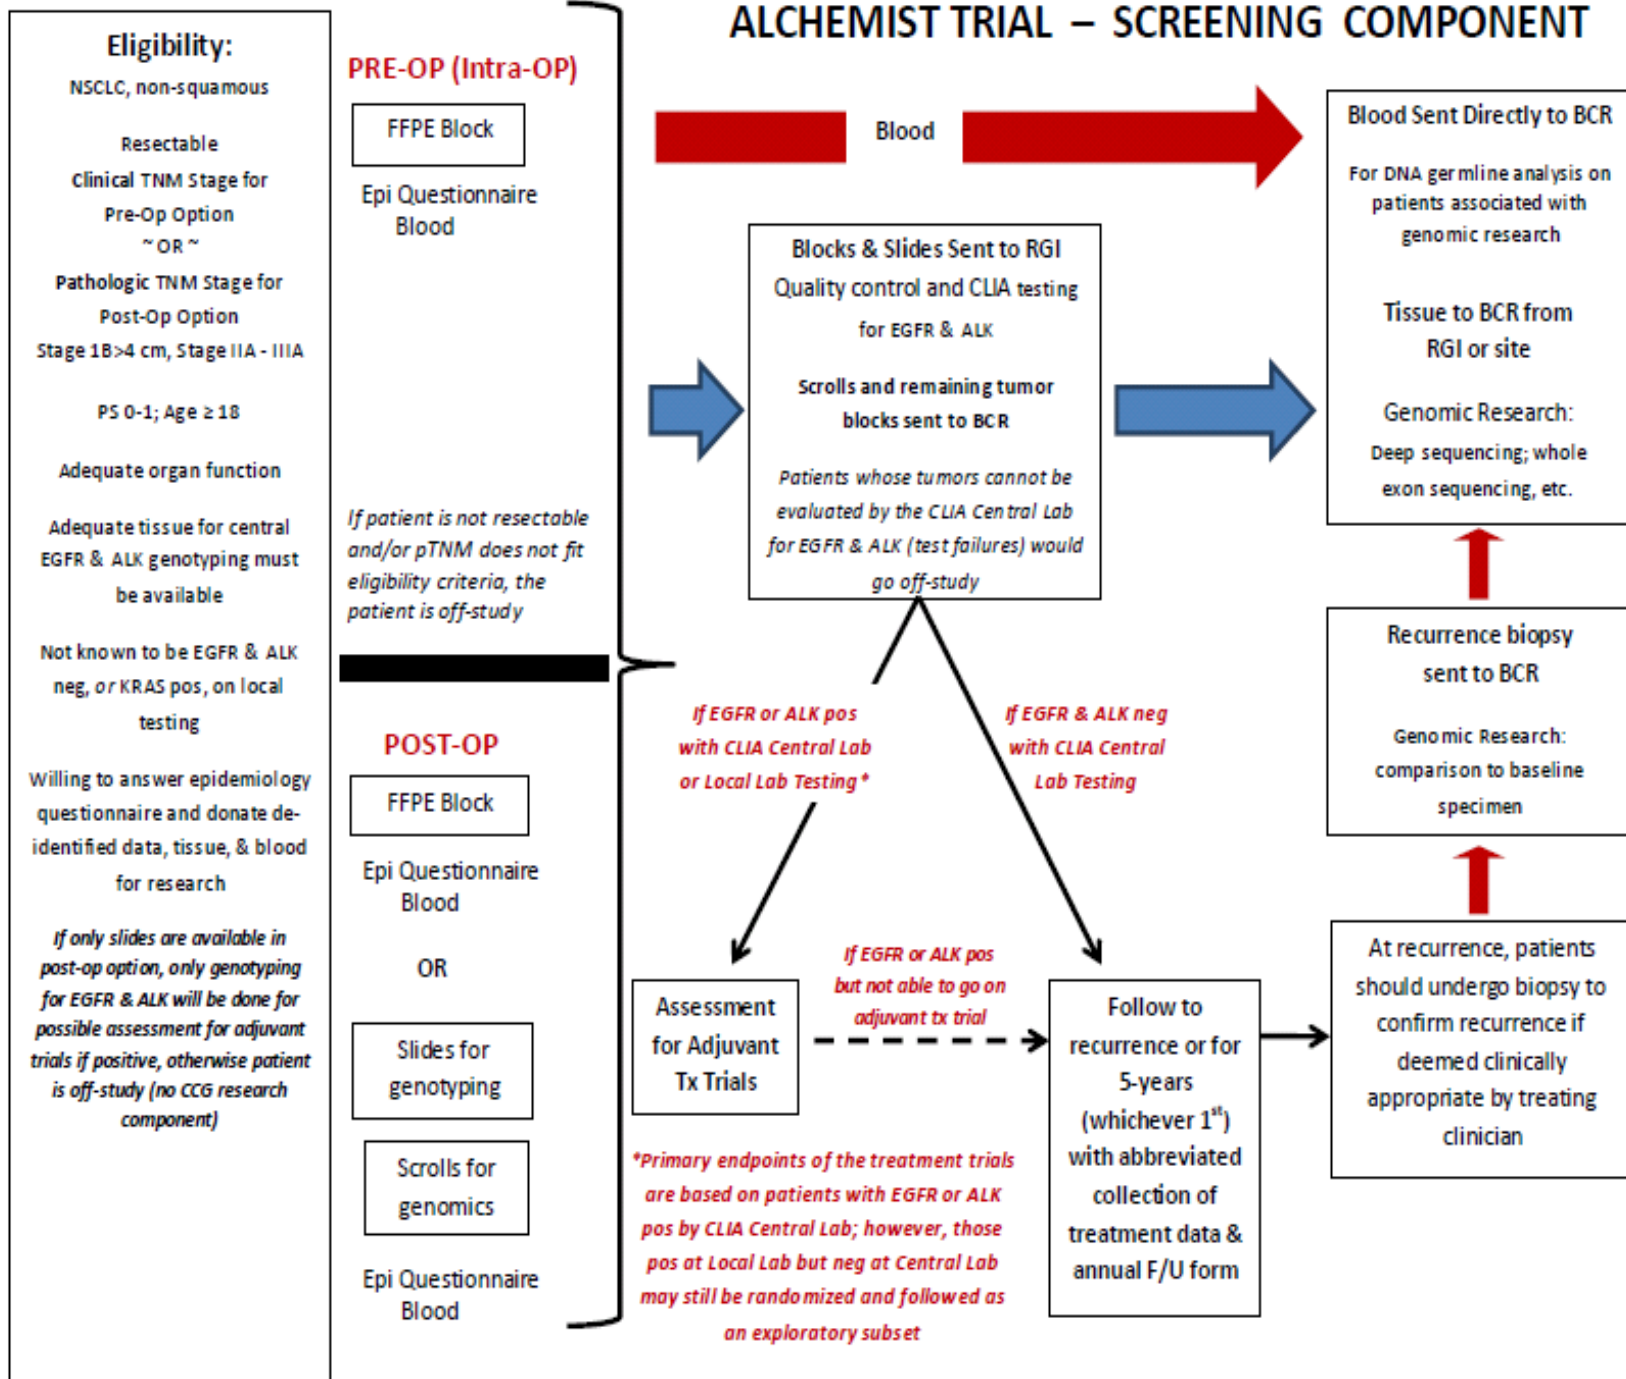 ALCHEMIST TRIAL – SCREENING COMPONENT
Eligibility:
NSCLC, non-squamous
Resectable
Clinical TNM Stage for
Pre-Op Option
~ OR ~
Pathologic TNM Stage for
Post-Op Option
Stage 1B>4 cm, Stage IIA - IIIA
PS 0-1; Age ≥ 18
Adequate organ function
Adequate tissue for central
EGFR & ALK genotyping must
be available
Not known to be EGFR & ALK
neg, or KRAS pos, on local
testing
Willing to answer epidemiology
questionnaire and donate de-
identified data, tissue, & blood
for research
If only slides are available in
post-op option, only genotyping
for EGFR & ALK will be done for
possible assessment for adjuvant
trials if positive, otherwise patient
is off-study (no CCG research
component)
PRE-OP (Intra-OP)
FFPE Block
Epi Questionnaire
Blood
If patient is not resectable
and/or pTNM does not fit
eligibility criteria, the
patient is off-study
POST-OP
FFPE Block
Epi Questionnaire
Blood
OR
Slides for
genotyping
Scrolls for
genomics
Epi Questionnaire
Blood
Blood
Blocks & Slides Sent to RGI
Quality control and CLIA testing
for EGFR & ALK
Scrolls and remaining tumor
blocks sent to BCR
Patients whose tumors cannot be
evaluated by the CLIA Central Lab
for EGFR & ALK (test failures) would
go off-study
If EGFR or ALK pos
with CLIA Central Lab
or Local Lab Testing*
If EGFR & ALK neg
with CLIA Central
Lab Testing
Assessment
for Adjuvant
Tx Trials
If EGFR or ALK pos
but not able to go on
adjuvant tx trial
Follow to
recurrence or for
5-years
(whichever 1st)
with abbreviated
collection of
treatment data &
annual F/U form
*Primary endpoints of the treatment trials
are based on patients with EGFR or ALK
pos by CLIA Central Lab; however, those
pos at Local Lab but neg at Central Lab
may still be randomized and followed as
an exploratory subset
Blood Sent Directly to BCR
For DNA germline analysis on
patients associated with
genomic research
Tissue to BCR from
RGI or site
Genomic Research:
Deep sequencing; whole
exon sequencing, etc.
Recurrence biopsy
sent to BCR
Genomic Research:
comparison to baseline
specimen
At recurrence, patients
should undergo biopsy to
confirm recurrence if
deemed clinically
appropriate by treating
clinician